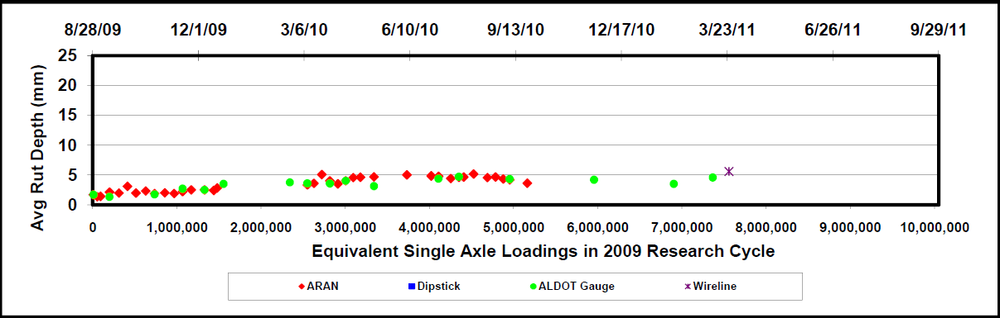 8/28/09 12/1/09 3/6/10 6/10/10 9/13/10 12/17/10 3/23/11 6/26/11 9/29/11
25
20
15
10
5
0
Avg Rut Depth (mm)
0 1,000,000 2,000,000 3,000,000 4,000,000 5,000,000 6,000,000 7,000,000 8,000,000 9,000,000 10,000,000
Equivalent Single Axle Loadings in 2009 Research Cycle
ARAN Dipstick ALDOT Gauge Wireline